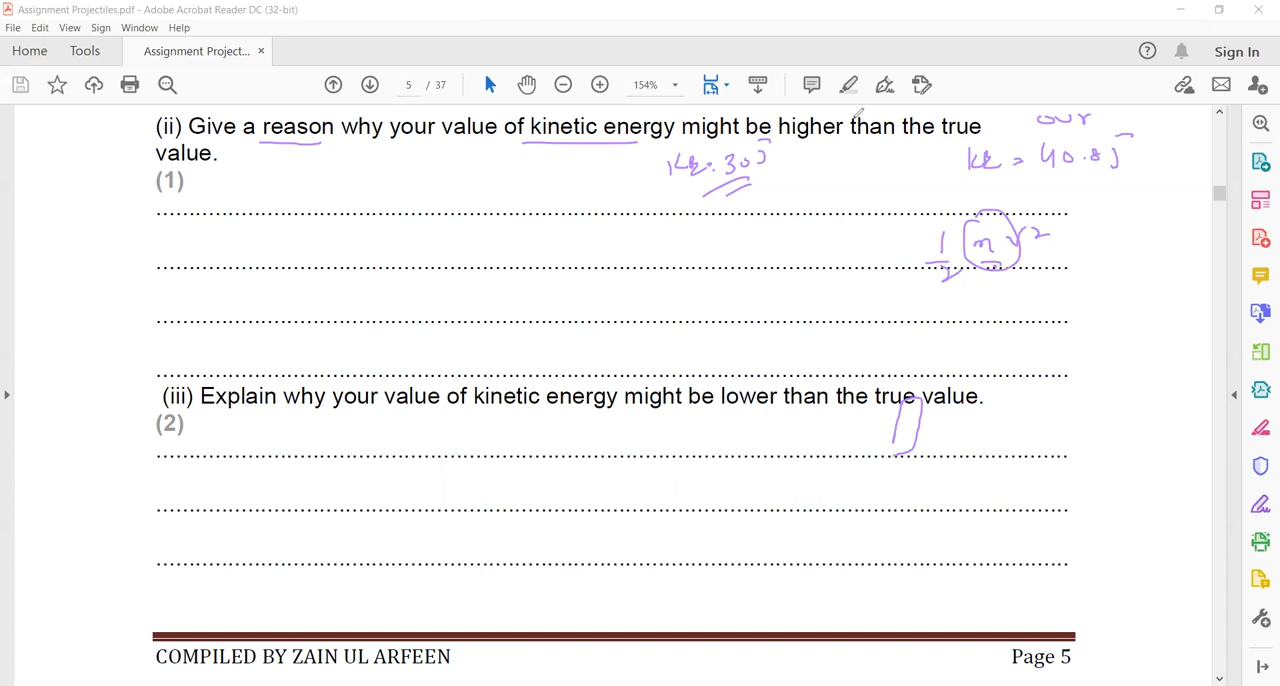 Assignment Projectiles.pdf - Adobe Acrobat Reader DC (32-bit)
File Edit View Sign Window Help
Home Tools Assignment Project... × Sign In
5 / 37 154%
our
(ii) Give a reason why your value of kinetic energy might be higher than the true
value.
KE = 30 J KE = 40.8 J
(1)
1/2 m v2
(iii) Explain why your value of kinetic energy might be lower than the true value.
(2)
COMPILED BY ZAIN UL ARFEEN Page 5